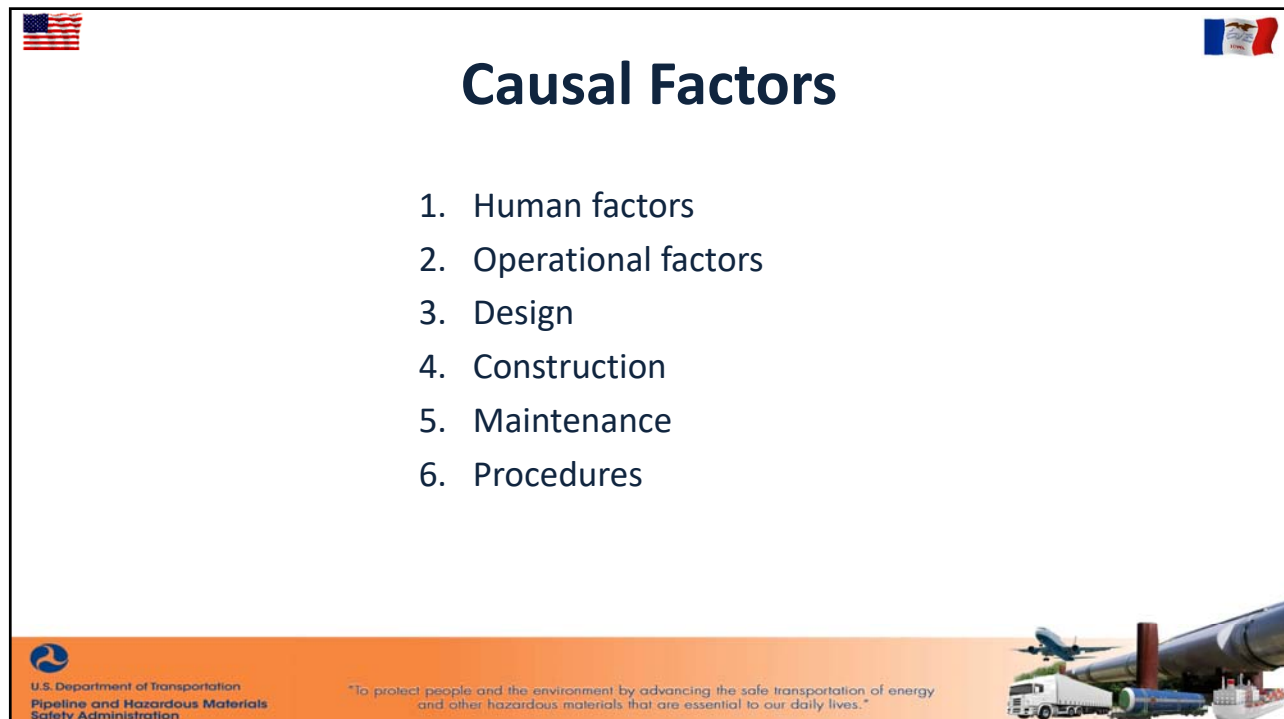 Causal Factors
1. Human factors
2. Operational factors
3. Design
4. Construction
5. Maintenance
6. Procedures
U.S. Department of Transportation
Pipeline and Hazardous Materials
Safety Administration
"To protect people and the environment by advancing the safe transportation of energy
and other hazardous materials that are essential to our daily lives."